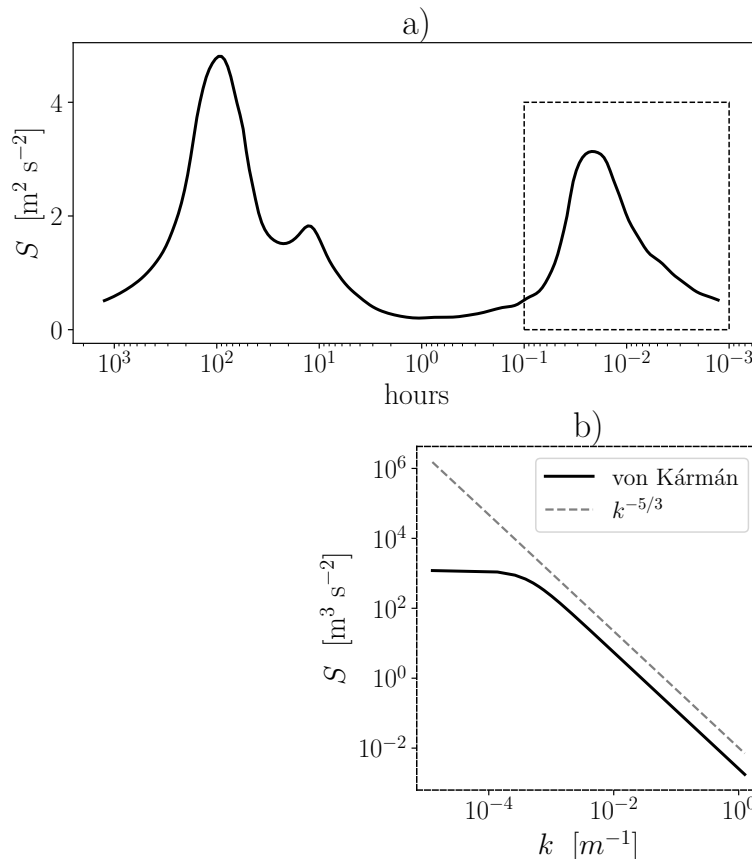 a)
S [m² s⁻²]
4
2
0
10³ 10² 10¹ 10⁰ 10⁻¹ 10⁻² 10⁻³
hours
b)
S [m³ s⁻²]
10⁶
10⁴
10²
10⁰
10⁻²
von Kármán
k⁻⁵/³
10⁻⁴ 10⁻² 10⁰
k [m⁻¹]